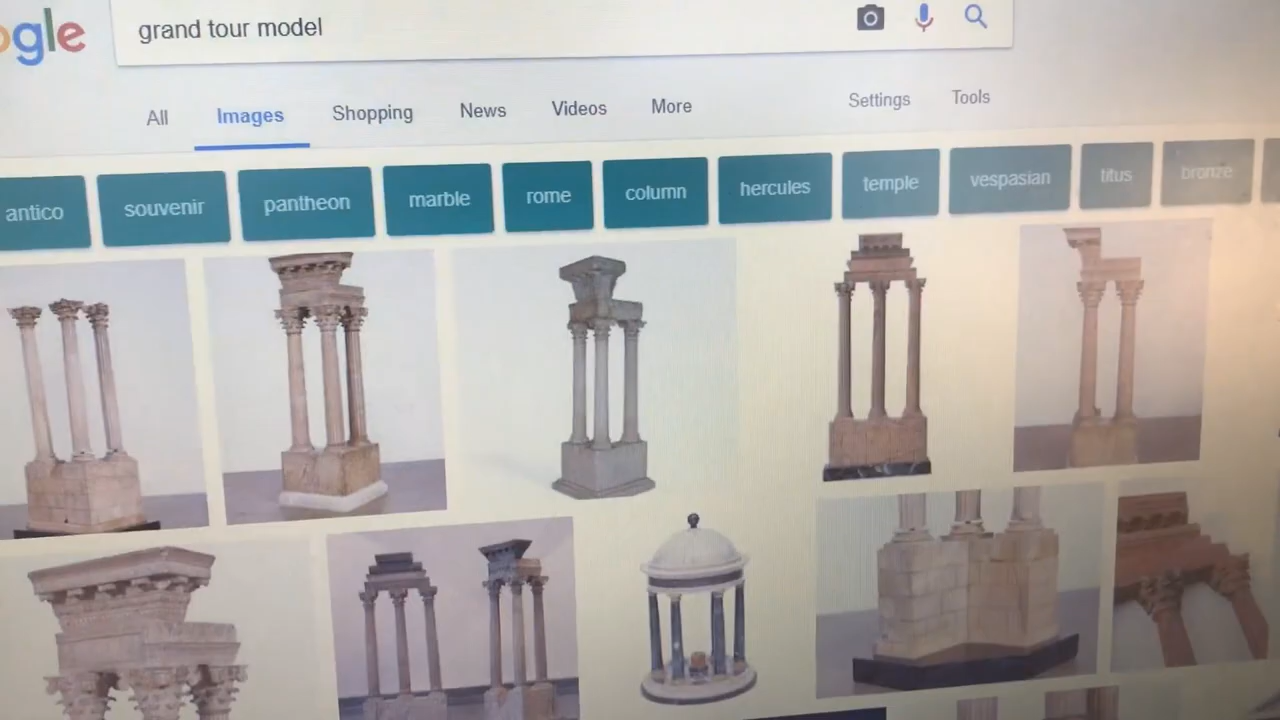 ogle
grand tour model
All Images Shopping News Videos More Settings Tools
antico souvenir pantheon marble rome column hercules temple vespasian titus bronze